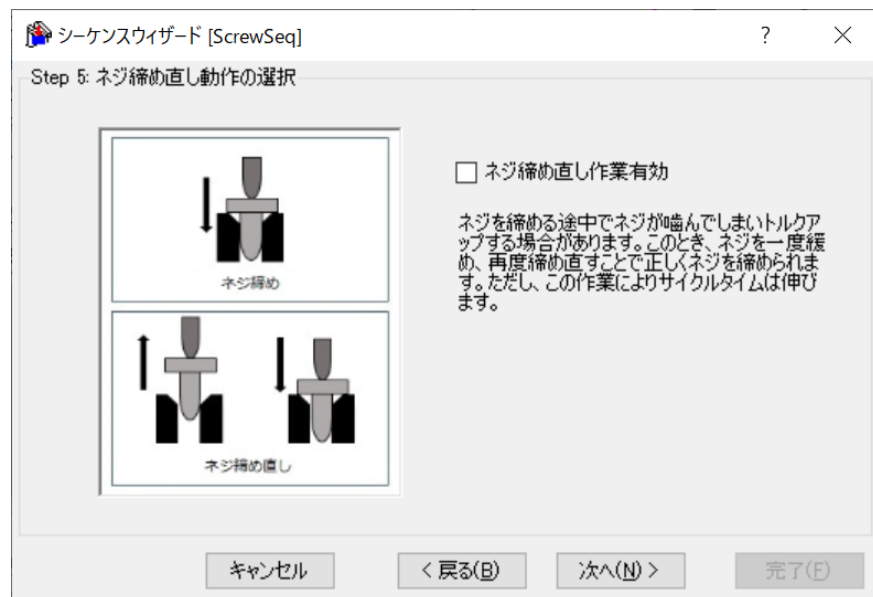 シーケンスウィザード [ScrewSeq]
?
Step 5: ネジ締め直し動作の選択
ネジ締め
ネジ締め直し
ネジ締め直し作業有効
ネジを締める途中でネジが噛んでしまいトルクア
ップする場合があります。このとき、ネジを一度緩
め、再度締め直すことで正しくネジを締められま
す。ただし、この作業によりサイクルタイムは伸び
ます。
キャンセル
< 戻る(B)
次へ(N) >
完了(F)